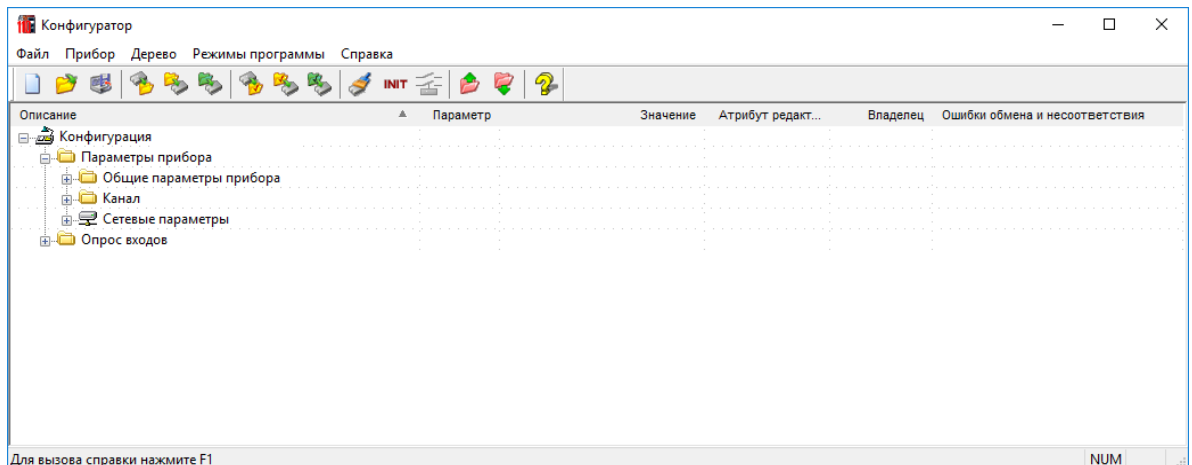 Конфигуратор
Файл Прибор Дерево Режимы программы Справка
INIT
Описание Параметр Значение Атрибут редакт... Владелец Ошибки обмена и несоответствия
Конфигурация
Параметры прибора
Общие параметры прибора
Канал
Сетевые параметры
Опрос входов
Для вызова справки нажмите F1 NUM